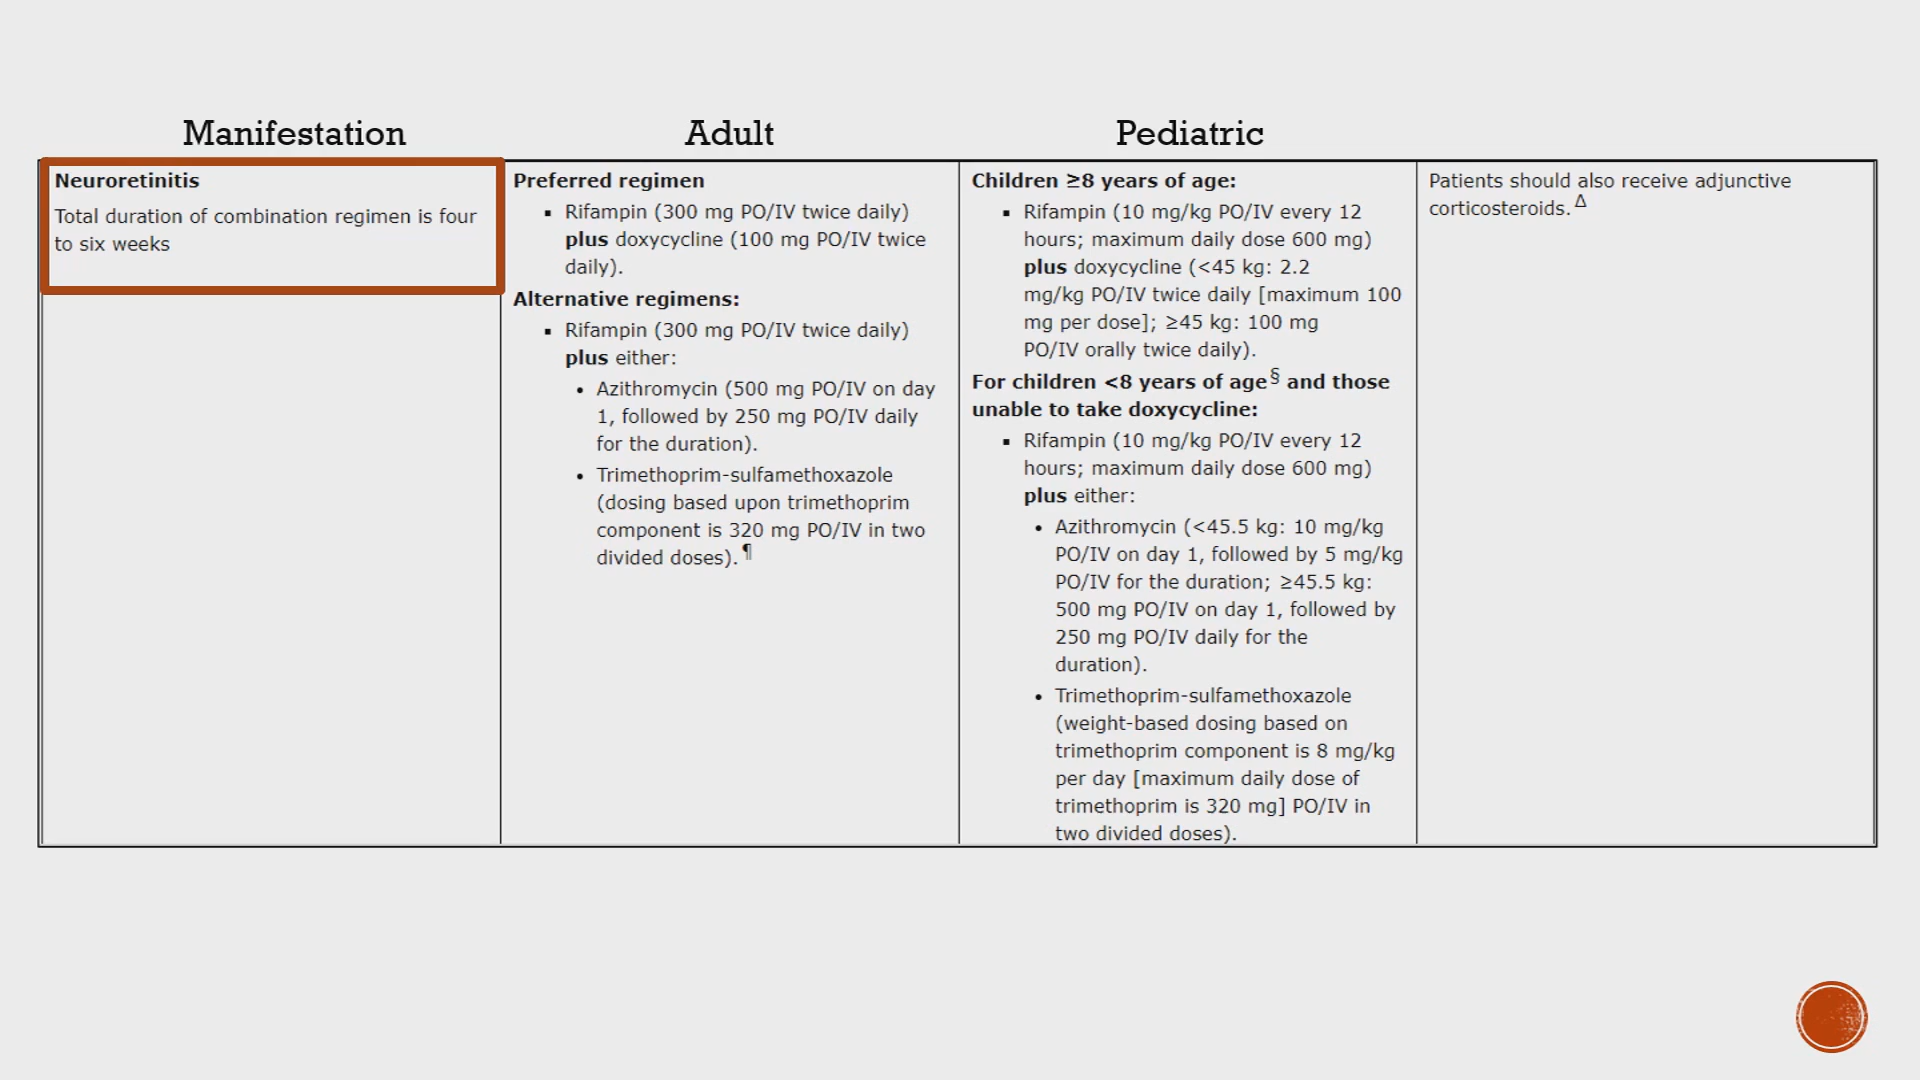 Manifestation
Adult
Pediatric
Neuroretinitis
Total duration of combination regimen is four
to six weeks
Preferred regimen
▪ Rifampin (300 mg PO/IV twice daily)
plus doxycycline (100 mg PO/IV twice
daily).
Alternative regimens:
▪ Rifampin (300 mg PO/IV twice daily)
plus either:
• Azithromycin (500 mg PO/IV on day
1, followed by 250 mg PO/IV daily
for the duration).
• Trimethoprim-sulfamethoxazole
(dosing based upon trimethoprim
component is 320 mg PO/IV in two
divided doses). ¶
Children ≥8 years of age:
▪ Rifampin (10 mg/kg PO/IV every 12
hours; maximum daily dose 600 mg)
plus doxycycline (<45 kg: 2.2
mg/kg PO/IV twice daily [maximum 100
mg per dose]; ≥45 kg: 100 mg
PO/IV orally twice daily).
For children <8 years of age§ and those
unable to take doxycycline:
▪ Rifampin (10 mg/kg PO/IV every 12
hours; maximum daily dose 600 mg)
plus either:
• Azithromycin (<45.5 kg: 10 mg/kg
PO/IV on day 1, followed by 5 mg/kg
PO/IV for the duration; ≥45.5 kg:
500 mg PO/IV on day 1, followed by
250 mg PO/IV daily for the
duration).
• Trimethoprim-sulfamethoxazole
(weight-based dosing based on
trimethoprim component is 8 mg/kg
per day [maximum daily dose of
trimethoprim is 320 mg] PO/IV in
two divided doses).
Patients should also receive adjunctive
corticosteroids. Δ